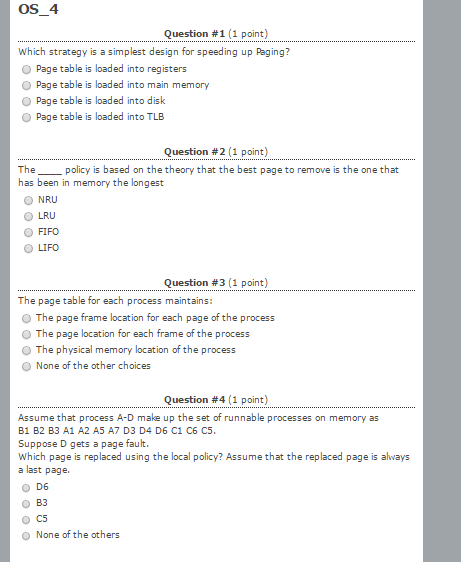 OS_4
Question #1 (1 point)
Which strategy is a simplest design for speeding up Paging?
Page table is loaded into registers
Page table is loaded into main memory
Page table is loaded into disk
Page table is loaded into TLB
Question #2 (1 point)
The ____ policy is based on the theory that the best page to remove is the one that
has been in memory the longest
NRU
LRU
FIFO
LIFO
Question #3 (1 point)
The page table for each process maintains:
The page frame location for each page of the process
The page location for each frame of the process
The physical memory location of the process
None of the other choices
Question #4 (1 point)
Assume that process A-D make up the set of runnable processes on memory as
B1 B2 B3 A1 A2 A5 A7 D3 D4 D6 C1 C6 C5.
Suppose D gets a page fault.
Which page is replaced using the local policy? Assume that the replaced page is always
a last page.
D6
B3
C5
None of the others